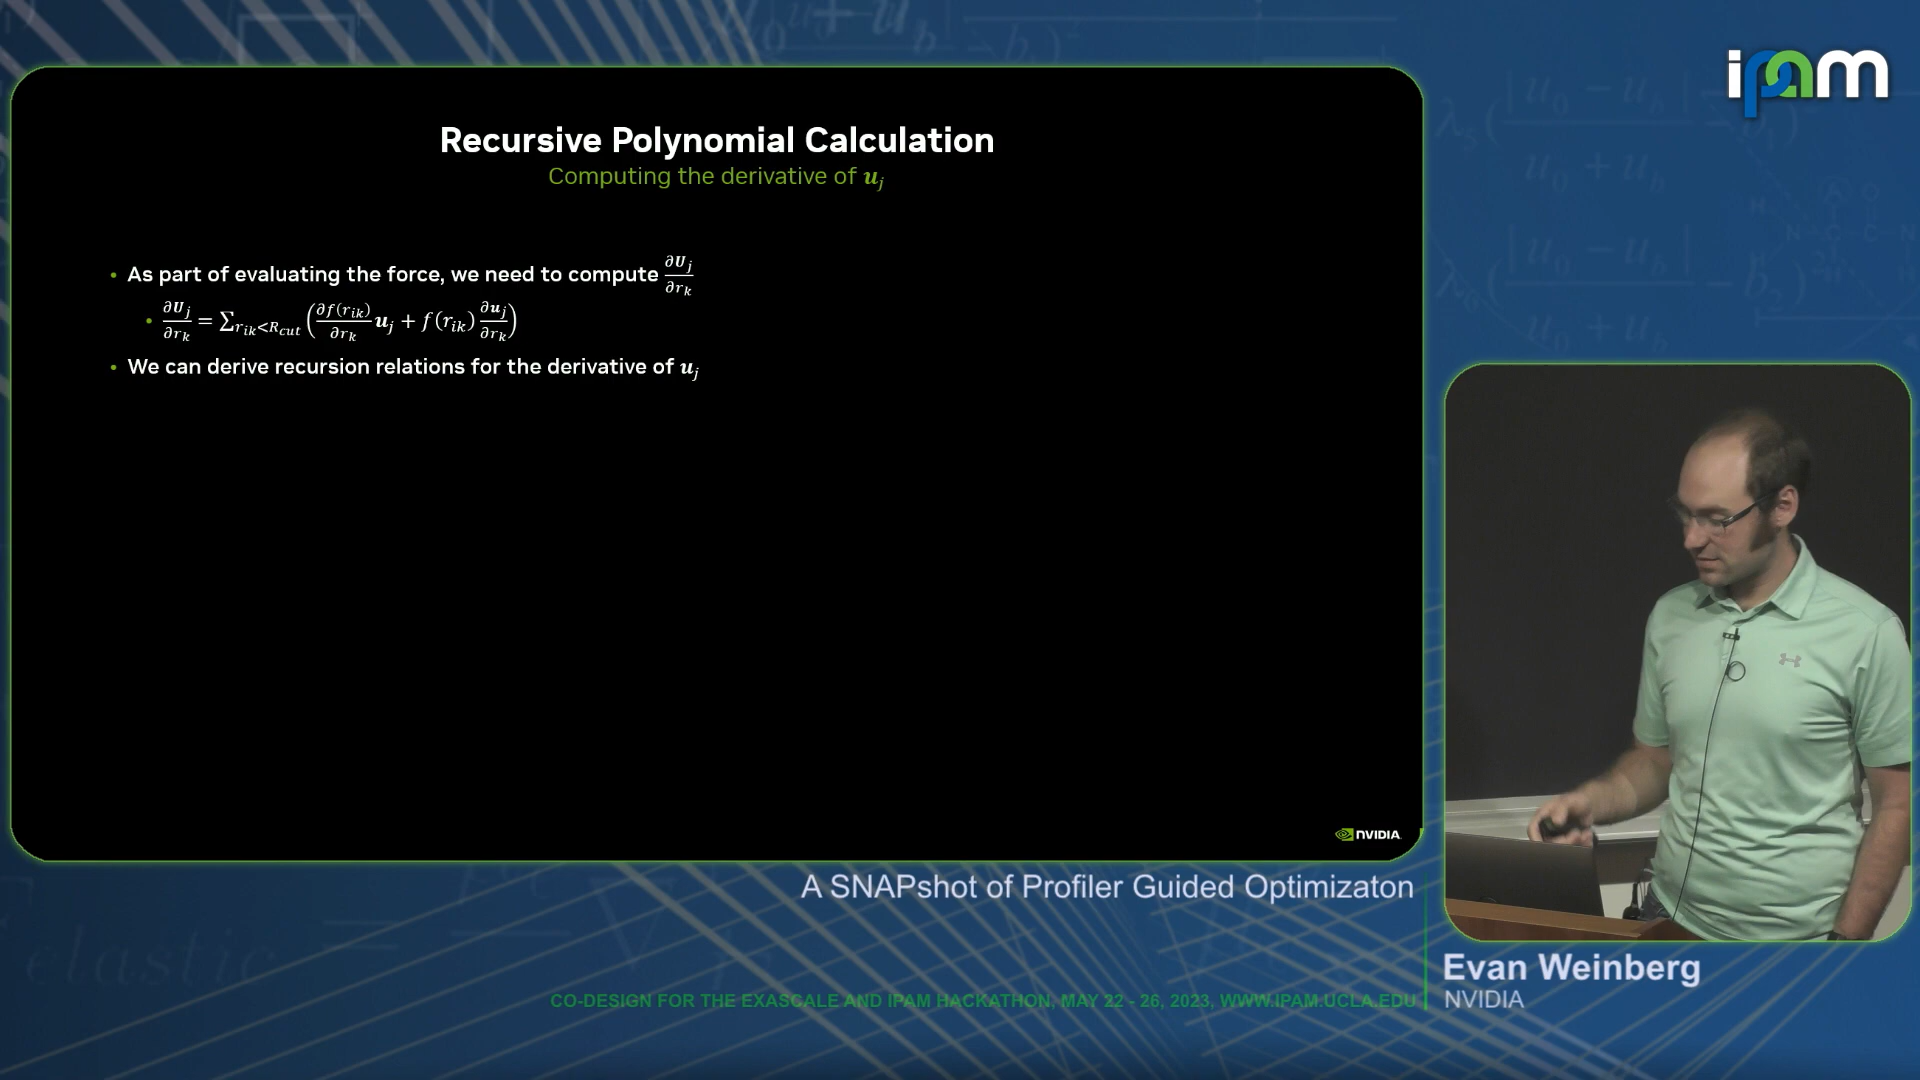 ipam
Recursive Polynomial Calculation
Computing the derivative of u_j
• As part of evaluating the force, we need to compute ∂U_j/∂r_k
• ∂U_j/∂r_k = ∑_{r_ik<R_cut} (∂f(r_ik)/∂r_k u_j + f(r_ik) ∂u_j/∂r_k)
• We can derive recursion relations for the derivative of u_j
NVIDIA
A SNAPshot of Profiler Guided Optimizaton
Evan Weinberg
NVIDIA
CO-DESIGN FOR THE EXASCALE AND IPAM HACKATHON, MAY 22 - 26, 2023, WWW.IPAM.UCLA.EDU
elastic